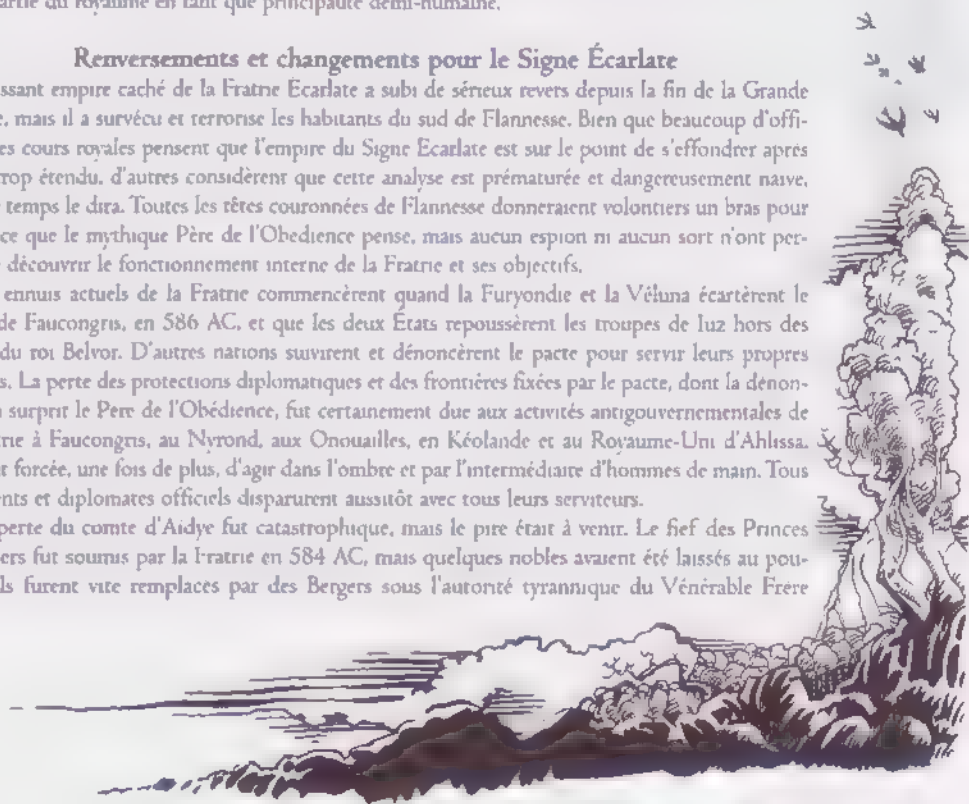 du royaume en tant que principauté demi-humaine.
Renversements et changements pour le Signe Écarlate
ssant empire caché de la Fratrie Écarlate a subi de sérieux revers depuis la fin de la Grande
e, mais il a survécu et terrorise les habitants du sud de Flannesse. Bien que beaucoup d'offi-
es cours royales pensent que l'empire du Signe Écarlate est sur le point de s'effondrer après
rop étendu, d'autres considèrent que cette analyse est prématurée et dangereusement naïve.
temps le dira. Toutes les têtes couronnées de Flannesse donneraient volontiers un bras pour
ce que le mythique Père de l'Obédience pense, mais aucun espion ni aucun sort n'ont per-
découvrir le fonctionnement interne de la Fratrie et ses objectifs.
ennuis actuels de la Fratrie commencèrent quand la Furyondie et la Véluna écartèrent le
de Faucongris, en 586 AC, et que les deux États repoussèrent les troupes de Iuz hors des
du roi Belvor. D'autres nations suivirent et dénoncèrent le pacte pour servir leurs propres
s. La perte des protections diplomatiques et des frontières fixées par le pacte, dont la dénon-
surprit le Père de l'Obédience, fut certainement due aux activités antigouvernementales de
rie à Faucongris, au Nyrond, aux Onouailles, en Kéolande et au Royaume-Uni d'Ahlissa.
t forcée, une fois de plus, d'agir dans l'ombre et par l'intermédiaire d'hommes de main. Tous
nts et diplomates officiels disparurent aussitôt avec tous leurs serviteurs.
perte du comte d'Aidye fut catastrophique, mais le pire était à venir. Le fief des Princes
ers fut soumis par la Fratrie en 584 AC, mais quelques nobles avaient été laissés au pou-
ls furent vite remplacés par des Bergers sous l'autorité tyrannique du Vénérable Frère